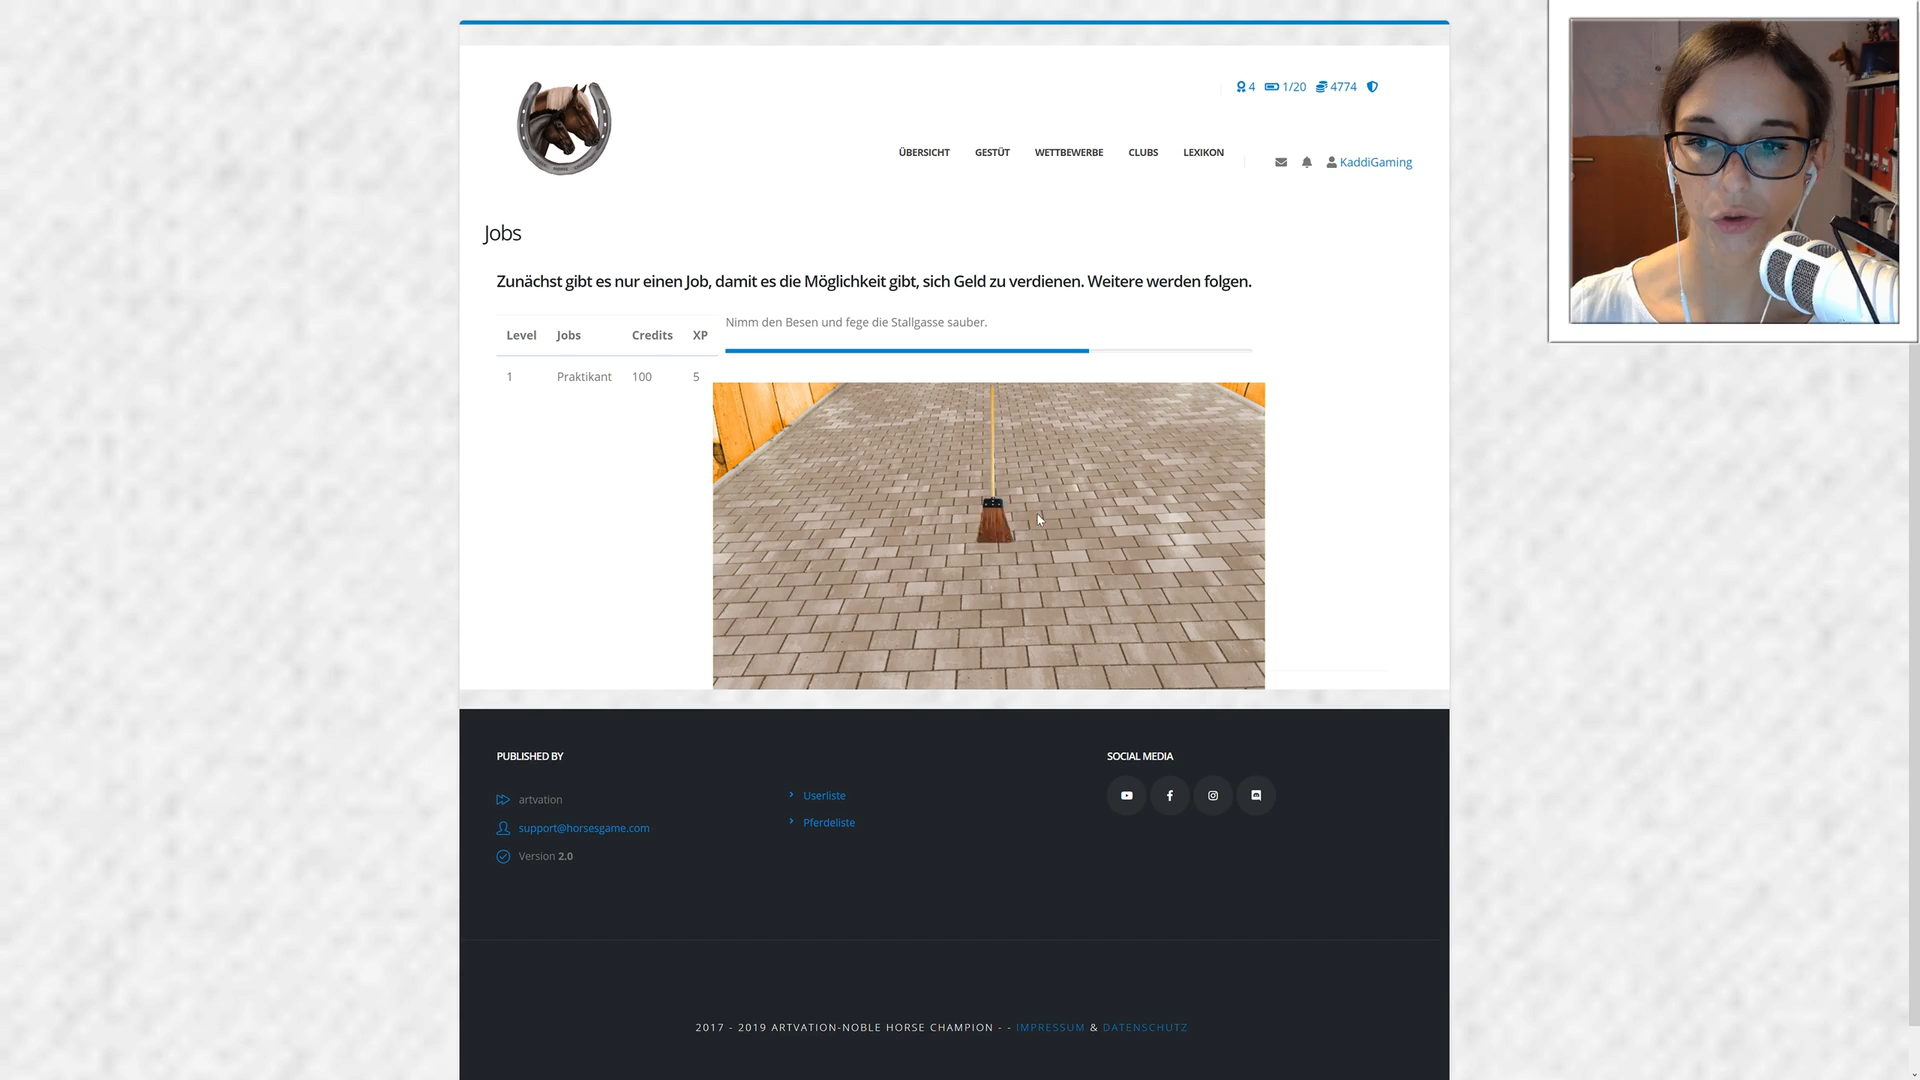 4 1/20 4774
ÜBERSICHT GESTÜT WETTBEWERBE CLUBS LEXIKON
KaddiGaming
Jobs
Zunächst gibt es nur einen Job, damit es die Möglichkeit gibt, sich Geld zu verdienen. Weitere werden folgen.
Nimm den Besen und fege die Stallgasse sauber.
Level Jobs Credits XP
1 Praktikant 100 5
PUBLISHED BY
artvation
support@horsesgame.com
Version 2.0
Userliste
Pferdeliste
SOCIAL MEDIA
2017 - 2019 ARTVATION-NOBLE HORSE CHAMPION - - IMPRESSUM & DATENSCHUTZ